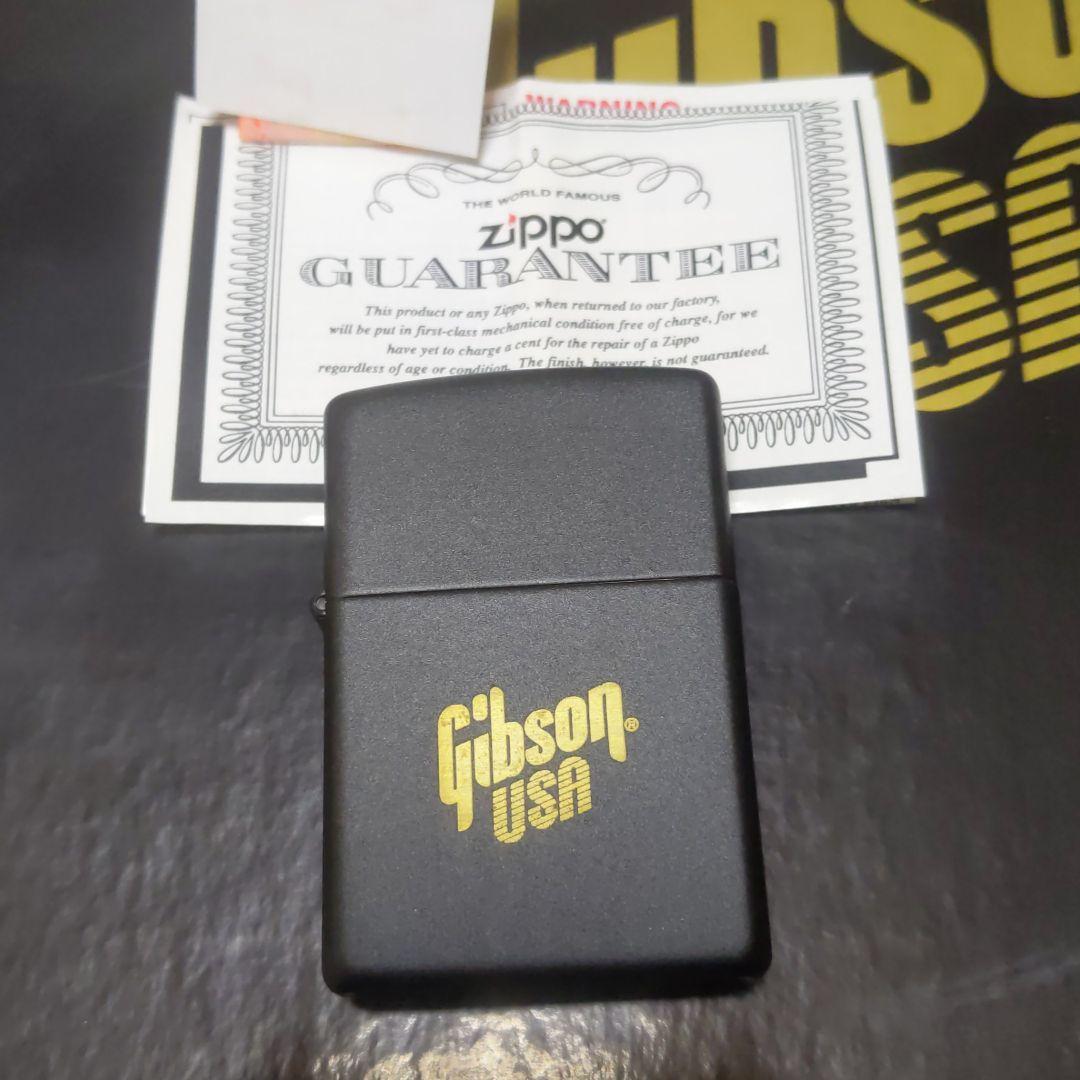 WARNING
THE WORLD FAMOUS
zippo®
GUARANTEE
This product or any Zippo, when returned to our factory,
will be put in first-class mechanical condition free of charge, for we
have yet to charge a cent for the repair of a Zippo
regardless of age or condition. The finish, however, is not guaranteed.
Gibson®
USA